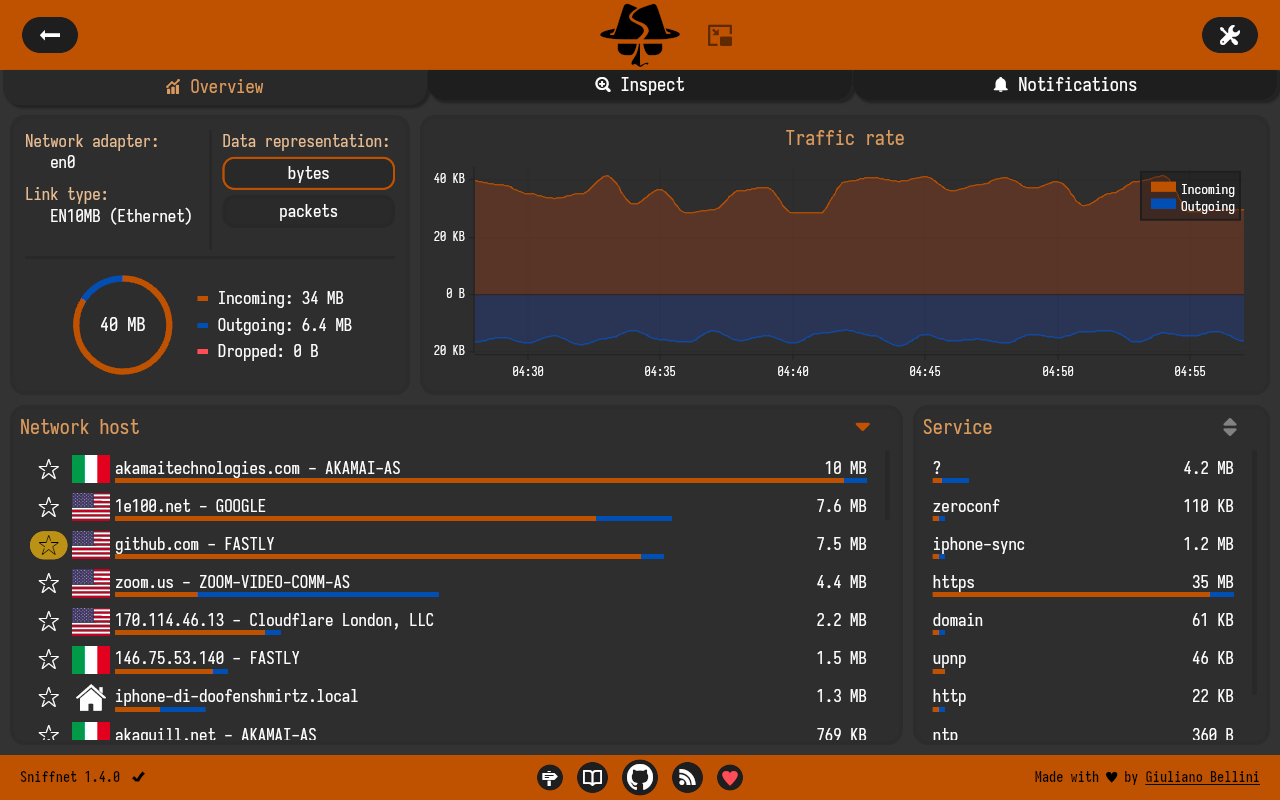 Overview
Inspect
Notifications
Network adapter:
en0
Link type:
EN10MB (Ethernet)
Data representation:
bytes
packets
40 MB
Incoming: 34 MB
Outgoing: 6.4 MB
Dropped: 0 B
Traffic rate
40 KB
20 KB
0 B
20 KB
Incoming
Outgoing
04:30 04:35 04:40 04:45 04:50 04:55
Network host
akamaitechnologies.com - AKAMAI-AS 10 MB
1e100.net - GOOGLE 7.6 MB
github.com - FASTLY 7.5 MB
zoom.us - ZOOM-VIDEO-COMM-AS 4.4 MB
170.114.46.13 - Cloudflare London, LLC 2.2 MB
146.75.53.140 - FASTLY 1.5 MB
iphone-di-doofenshmirtz.local 1.3 MB
akaquill.net - AKAMAI-AS 769 KB
Service
? 4.2 MB
zeroconf 110 KB
iphone-sync 1.2 MB
https 35 MB
domain 61 KB
upnp 46 KB
http 22 KB
ntp 360 B
Sniffnet 1.4.0
Made with ♥ by Giuliano Bellini